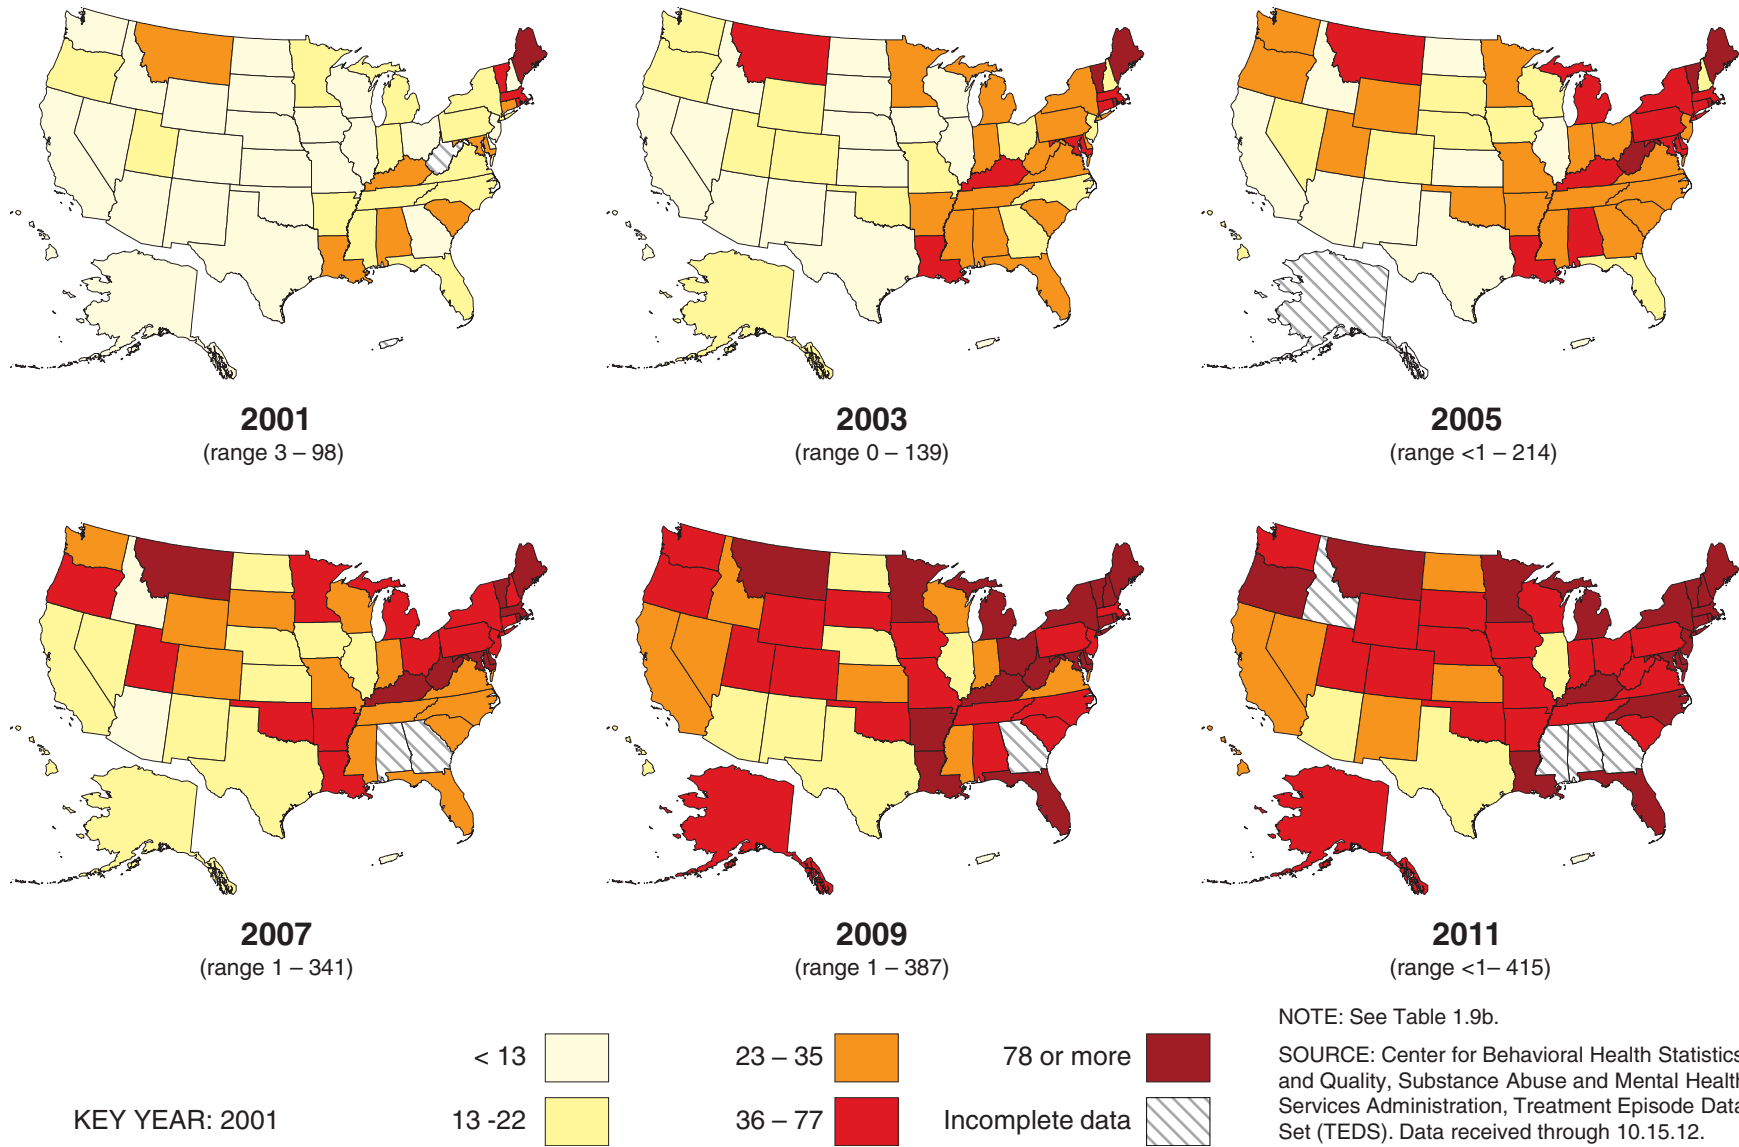 2001
(range 3 – 98)
2003
(range 0 – 139)
2005
(range <1 – 214)
2007
(range 1 – 341)
2009
(range 1 – 387)
2011
(range <1– 415)
KEY YEAR: 2001
< 13
13 -22
23 – 35
36 – 77
78 or more
Incomplete data
NOTE: See Table 1.9b.
SOURCE: Center for Behavioral Health Statistics
and Quality, Substance Abuse and Mental Health
Services Administration, Treatment Episode Data
Set (TEDS). Data received through 10.15.12.